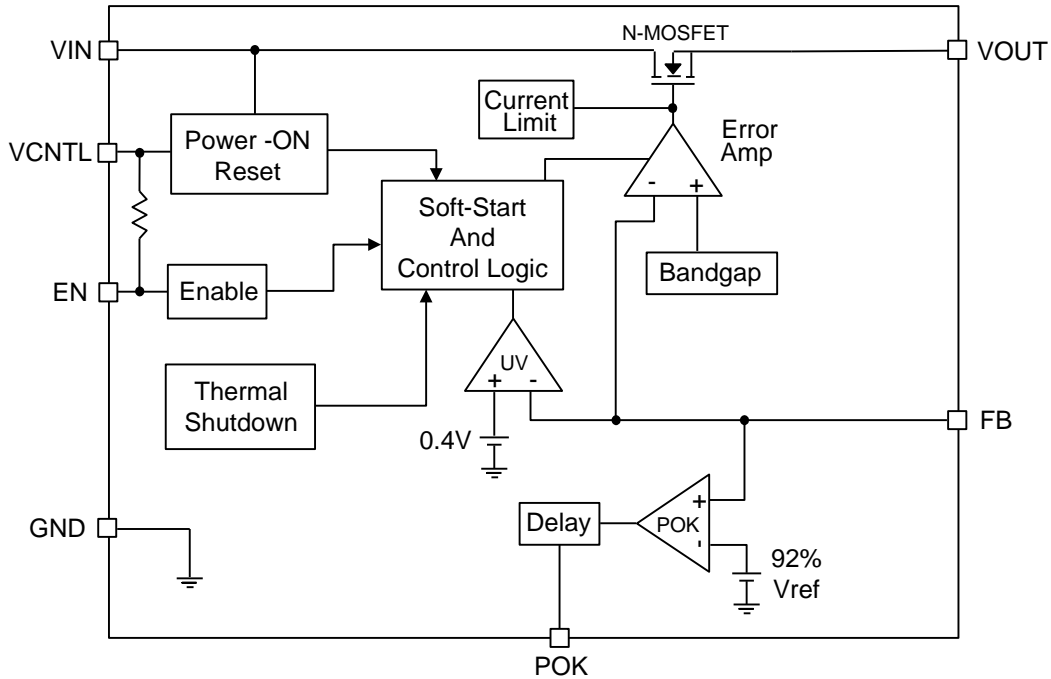 N-MOSFET
VIN
VOUT
Current
Limit
Error
Amp
Power -ON
Reset
VCNTL
- +
Soft-Start
And
Control Logic
Bandgap
EN
Enable
UV
+ -
Thermal
Shutdown
0.4V
FB
+
Delay
POK
-
GND
92%
Vref
POK